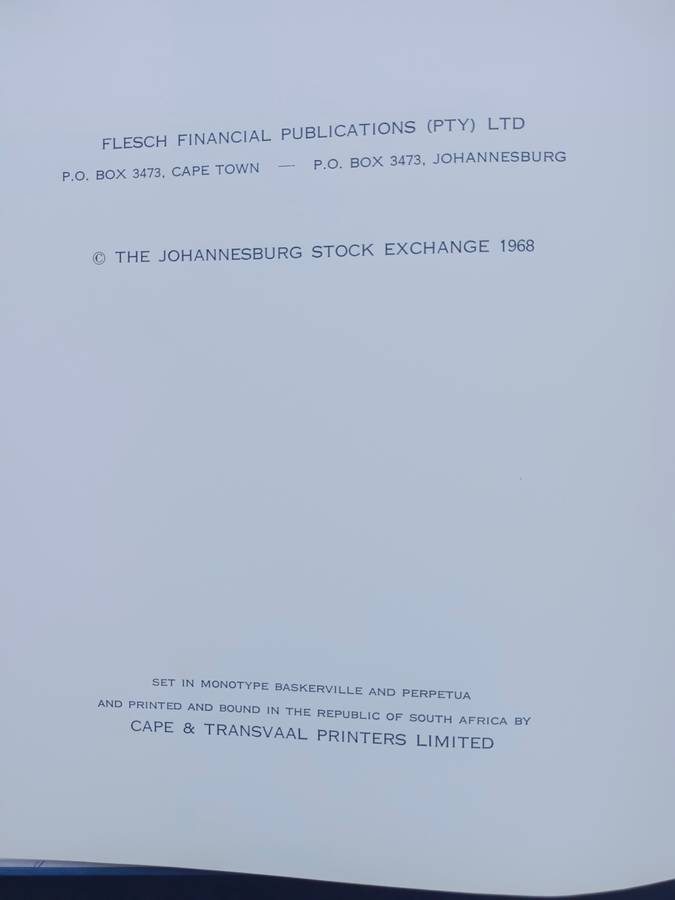 FLESCH FINANCIAL PUBLICATIONS (PTY) LTD
P.O. BOX 3473, CAPE TOWN — P.O. BOX 3473, JOHANNESBURG
© THE JOHANNESBURG STOCK EXCHANGE 1968
SET IN MONOTYPE BASKERVILLE AND PERPETUA
AND PRINTED AND BOUND IN THE REPUBLIC OF SOUTH AFRICA BY
CAPE & TRANSVAAL PRINTERS LIMITED